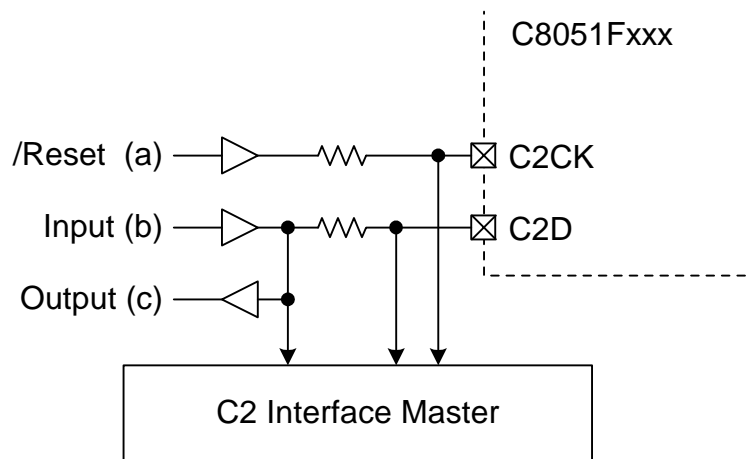 C8051Fxxx
/Reset (a)
C2CK
Input (b)
C2D
Output (c)
C2 Interface Master